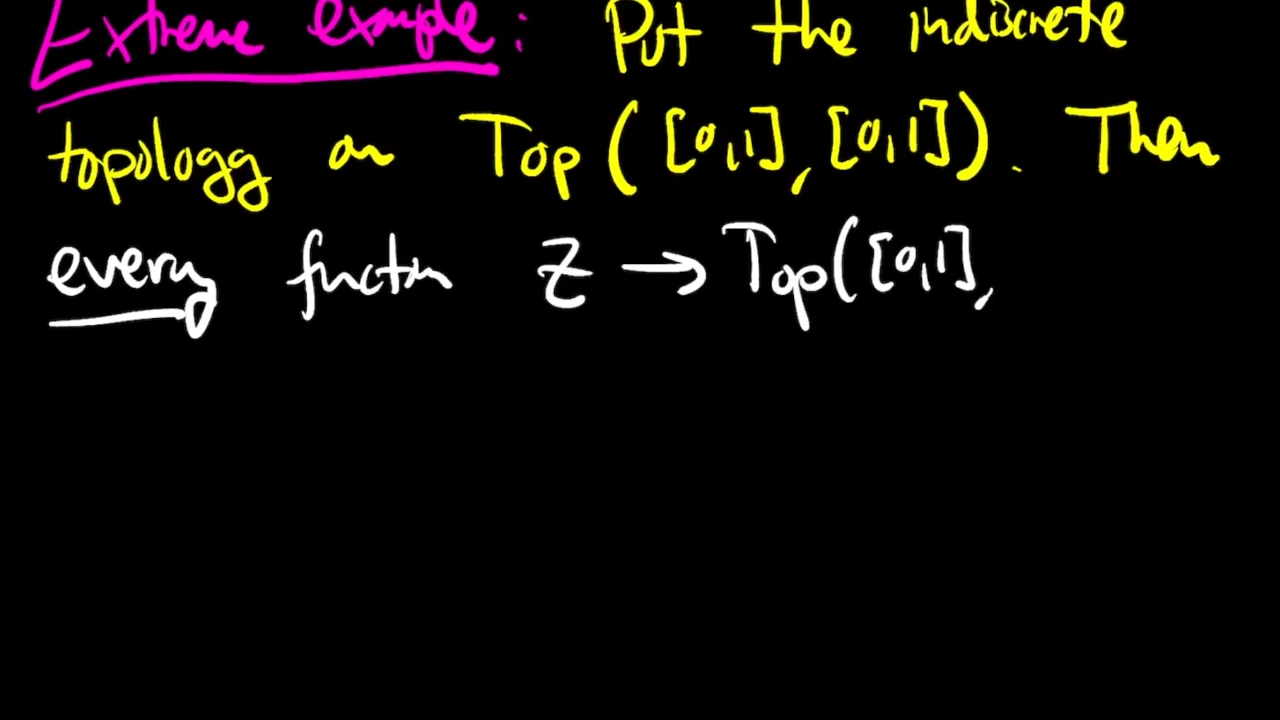 Extreme example: Put the indiscrete
topology on Top([0,1],[0,1]). Then
every function Z → Top([0,1],